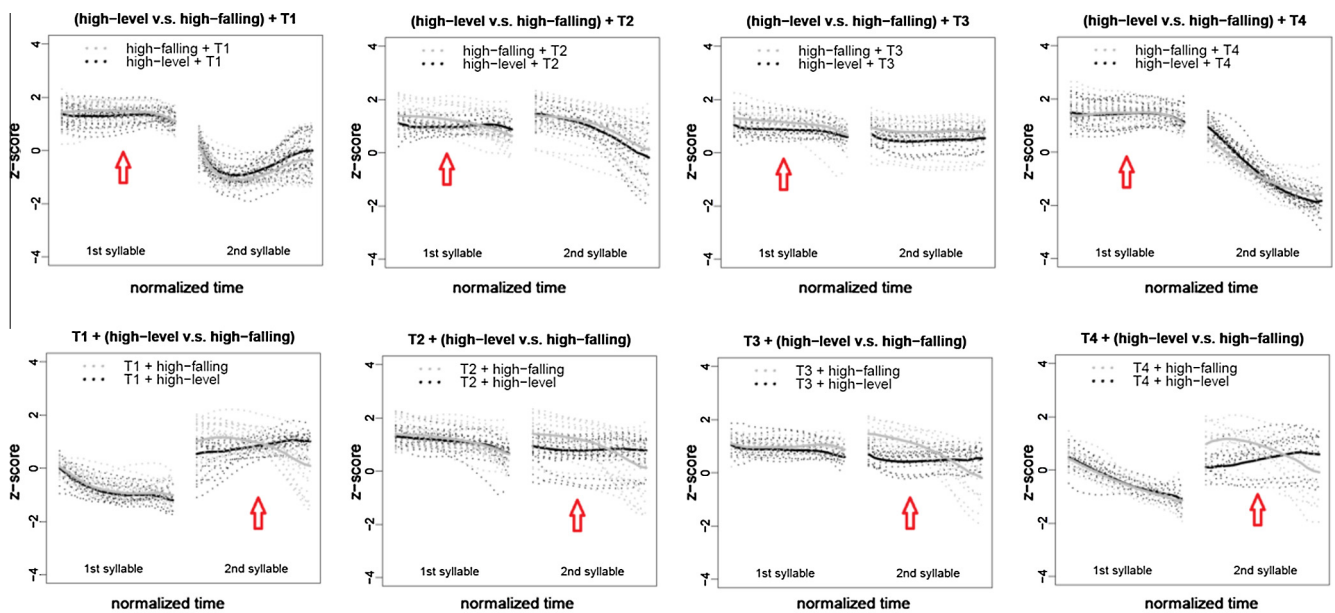 (high−level v.s. high−falling) + T1
high−falling + T1
high−level + T1
z−score
4
2
0
−2
−4
1st syllable
2nd syllable
normalized time
(high−level v.s. high−falling) + T2
high−falling + T2
high−level + T2
z−score
4
2
0
−2
−4
1st syllable
2nd syllable
normalized time
(high−level v.s. high−falling) + T3
high−falling + T3
high−level + T3
z−score
4
2
0
−2
−4
1st syllable
2nd syllable
normalized time
(high−level v.s. high−falling) + T4
high−falling + T4
high−level + T4
z−score
4
2
0
−2
−4
1st syllable
2nd syllable
normalized time
T1 + (high−level v.s. high−falling)
T1 + high−falling
T1 + high−level
z−score
4
2
0
−2
−4
1st syllable
2nd syllable
normalized time
T2 + (high−level v.s. high−falling)
T2 + high−falling
T2 + high−level
z−score
4
2
0
−2
−4
1st syllable
2nd syllable
normalized time
T3 + (high−level v.s. high−falling)
T3 + high−falling
T3 + high−level
z−score
4
2
0
−2
−4
1st syllable
2nd syllable
normalized time
T4 + (high−level v.s. high−falling)
T4 + high−falling
T4 + high−level
z−score
4
2
0
−2
−4
1st syllable
2nd syllable
normalized time